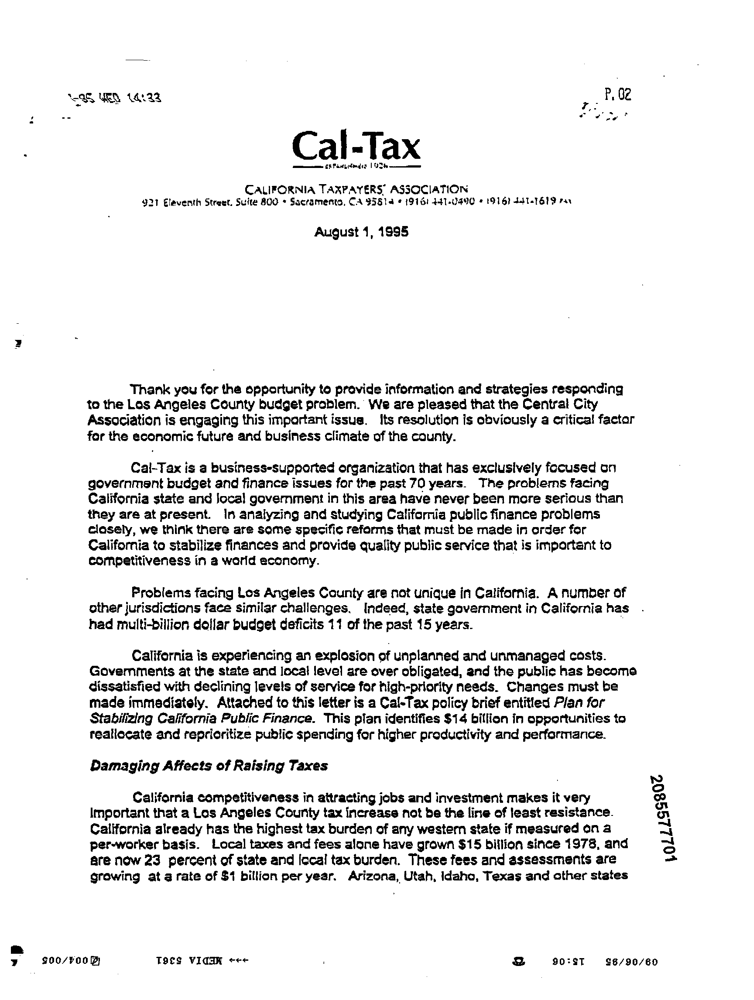 -95 WED 14:33
P. 02
Cal-Tax
CALIFORNIA TAXPAYERS' ASSOCIATION
921 Eleventh Street, Suite 800 • Sacramento, CA 95814 • (916) 441-0490 • (916) 441-1619 FAX
August 1, 1995
Thank you for the opportunity to provide information and strategies responding
to the Los Angeles County budget problem. We are pleased that the Central City
Association is engaging this important issue. Its resolution is obviously a critical factor
for the economic future and business climate of the county.
Cal-Tax is a business-supported organization that has exclusively focused on
government budget and finance issues for the past 70 years. The problems facing
California state and local government in this area have never been more serious than
they are at present. In analyzing and studying California public finance problems
closely, we think there are some specific reforms that must be made in order for
California to stabilize finances and provide quality public service that is important to
competitiveness in a world economy.
Problems facing Los Angeles County are not unique in California. A number of
other jurisdictions face similar challenges. Indeed, state government in California has
had multi-billion dollar budget deficits 11 of the past 15 years.
California is experiencing an explosion of unplanned and unmanaged costs.
Governments at the state and local level are over obligated, and the public has become
dissatisfied with declining levels of service for high-priority needs. Changes must be
made immediately. Attached to this letter is a Cal-Tax policy brief entitled Plan for
Stabilizing California Public Finance. This plan identifies $14 billion in opportunities to
reallocate and reprioritize public spending for higher productivity and performance.
Damaging Affects of Raising Taxes
California competitiveness in attracting jobs and investment makes it very
important that a Los Angeles County tax increase not be the line of least resistance.
California already has the highest tax burden of any western state if measured on a
per-worker basis. Local taxes and fees alone have grown $15 billion since 1978, and
are now 23 percent of state and local tax burden. These fees and assessments are
growing at a rate of $1 billion per year. Arizona, Utah, Idaho, Texas and other states
2085577701
09/06/95 15:06 +++ MEDIA 5361 004/005